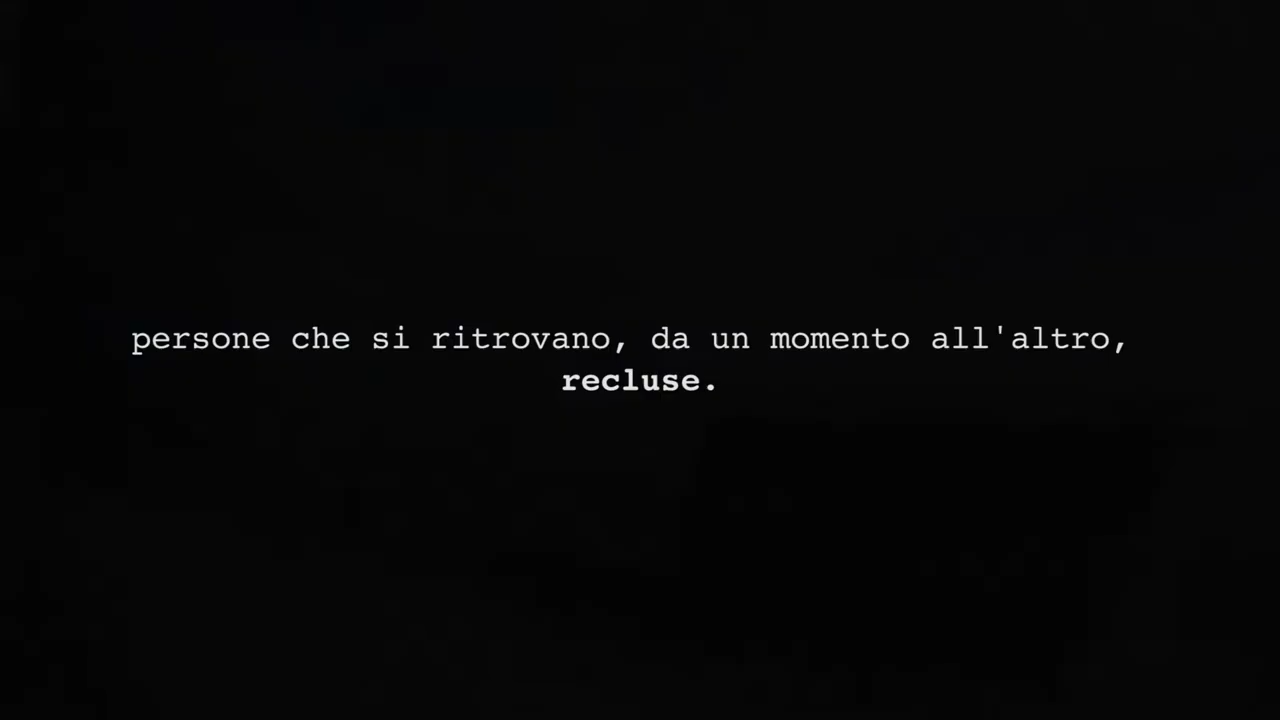 persone che si ritrovano, da un momento all'altro,
recluse.